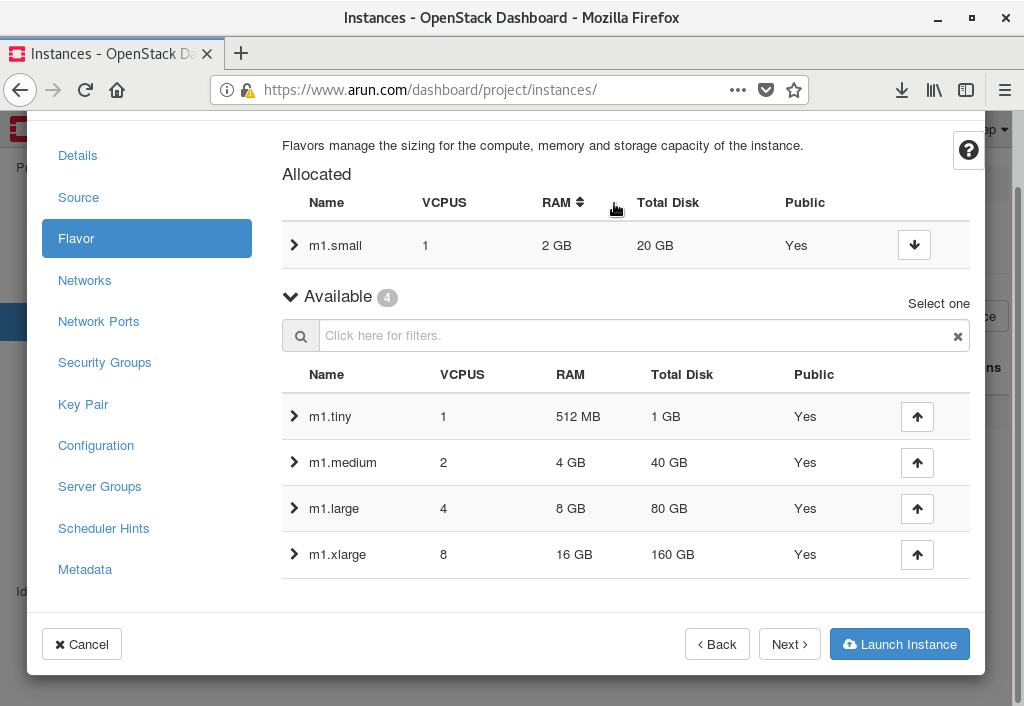 Instances - OpenStack Dashboard - Mozilla Firefox
Instances - OpenStack Da
https://www.arun.com/dashboard/project/instances/
Flavors manage the sizing for the compute, memory and storage capacity of the instance.
Details
Source
Flavor
Networks
Network Ports
Security Groups
Key Pair
Configuration
Server Groups
Scheduler Hints
Metadata
Allocated
Name VCPUS RAM Total Disk Public
m1.small 1 2 GB 20 GB Yes
Available 4
Select one
Click here for filters.
Name VCPUS RAM Total Disk Public
m1.tiny 1 512 MB 1 GB Yes
m1.medium 2 4 GB 40 GB Yes
m1.large 4 8 GB 80 GB Yes
m1.xlarge 8 16 GB 160 GB Yes
Cancel
Back
Next
Launch Instance